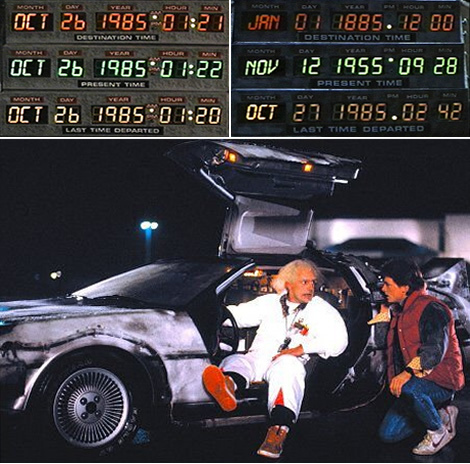 MONTH DAY YEAR HOUR MIN
OCT 26 1985 01:21
DESTINATION TIME
MONTH DAY YEAR HOUR MIN
OCT 26 1985 01:22
PRESENT TIME
MONTH DAY YEAR HOUR MIN
OCT 26 1985 01:20
LAST TIME DEPARTED
MONTH DAY YEAR PM HOUR MIN
JAN 01 1885 12 00
DESTINATION TIME
MONTH DAY YEAR PM HOUR MIN
NOV 12 1955 09 28
PRESENT TIME
MONTH DAY YEAR PM HOUR MIN
OCT 27 1985 02 42
LAST TIME DEPARTED